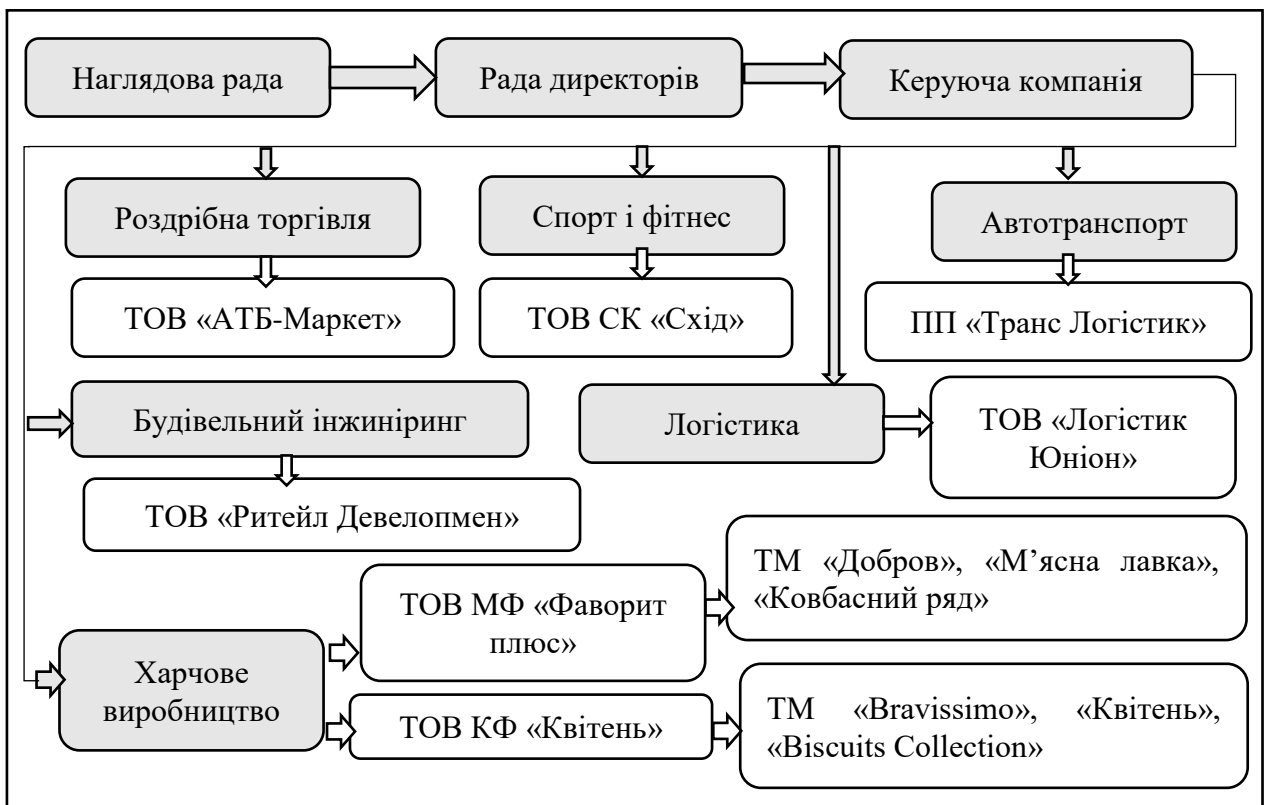 Наглядова рада
Рада директорів
Керуюча компанія
Роздрібна торгівля
Спорт і фітнес
Автотранспорт
ТОВ «АТБ-Маркет»
ТОВ СК «Схід»
ПП «Транс Логістик»
Будівельний інжиніринг
Логістика
ТОВ «Логістик
Юніон»
ТОВ «Ритейл Девелопмен»
ТОВ МФ «Фаворит
плюс»
ТМ «Добров», «М’ясна лавка»,
«Ковбасний ряд»
Харчове
виробництво
ТОВ КФ «Квітень»
ТМ «Bravissimo», «Квітень»,
«Biscuits Collection»